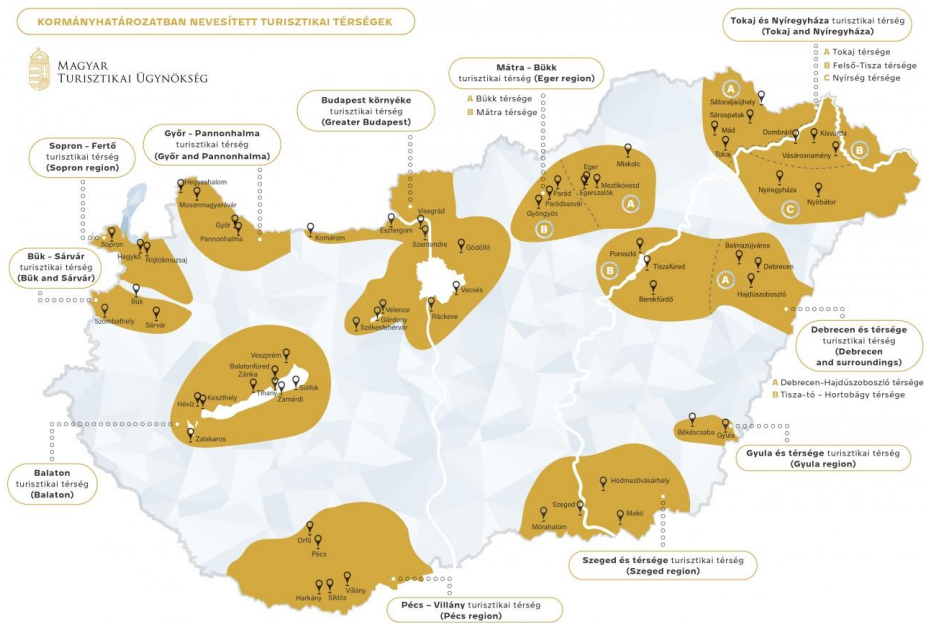 KORMÁNYHATÁROZATBAN NEVESÍTETT TURISZTIKAI TÉRSÉGEK
MAGYAR
TURISZTIKAI ÜGYNÖKSÉG
Tokaj és Nyíregyháza turisztikai térség
(Tokaj and Nyíregyháza)
A Tokaj térsége
B Felső-Tisza térsége
C Nyírség térsége
Mátra – Bükk
turisztikai térség (Eger region)
A Bükk térsége
B Mátra térsége
Budapest környéke
turisztikai térség
(Greater Budapest)
Győr - Pannonhalma
turisztikai térség
(Győr and Pannonhalma)
Sopron – Fertő
turisztikai térség
(Sopron region)
Bük - Sárvár
turisztikai térség
(Bük and Sárvár)
Hegyeshalom
Mosonmagyaróvár
Győr
Pannonhalma
Sopron
Hegykő
Fertődmuzsaj
Bük
Szombathely
Sárvár
Komárom
Esztergom
Visegrád
Szentendre
Gödöllő
Vecsés
Ráckeve
Velence
Gárdony
Székesfehérvár
Veszprém
Balatonfüred
Zánka
Tihany
Siófok
Zamárdi
Hévíz
Keszthely
Zalakaros
Miskolc
Eger
Egerszalók
Mezőkövesd
Parád
Parádsasvár
Gyöngyös
A
B
A
Sátoraljaújhely
Sárospatak
Mád
Tokaj
Dombrád
Kisvárda
Vásárosnamény
B
Nyíregyháza
Nyírbátor
C
Poroszló
Tiszafüred
Berekfürdő
B
Balmazújváros
Debrecen
Hajdúszoboszló
A
Debrecen és térsége
turisztikai térség
(Debrecen
and surroundings)
A Debrecen-Hajdúszoboszló térsége
B Tisza-tó - Hortobágy térsége
Békéscsaba
Gyula
Gyula és térsége turisztikai térség
(Gyula region)
Balaton
turisztikai térség
(Balaton)
Hódmezővásárhely
Szeged
Makó
Mórahalom
Szeged és térsége turisztikai térség
(Szeged region)
Orfű
Pécs
Harkány
Siklós
Villány
Pécs – Villány turisztikai térség
(Pécs region)